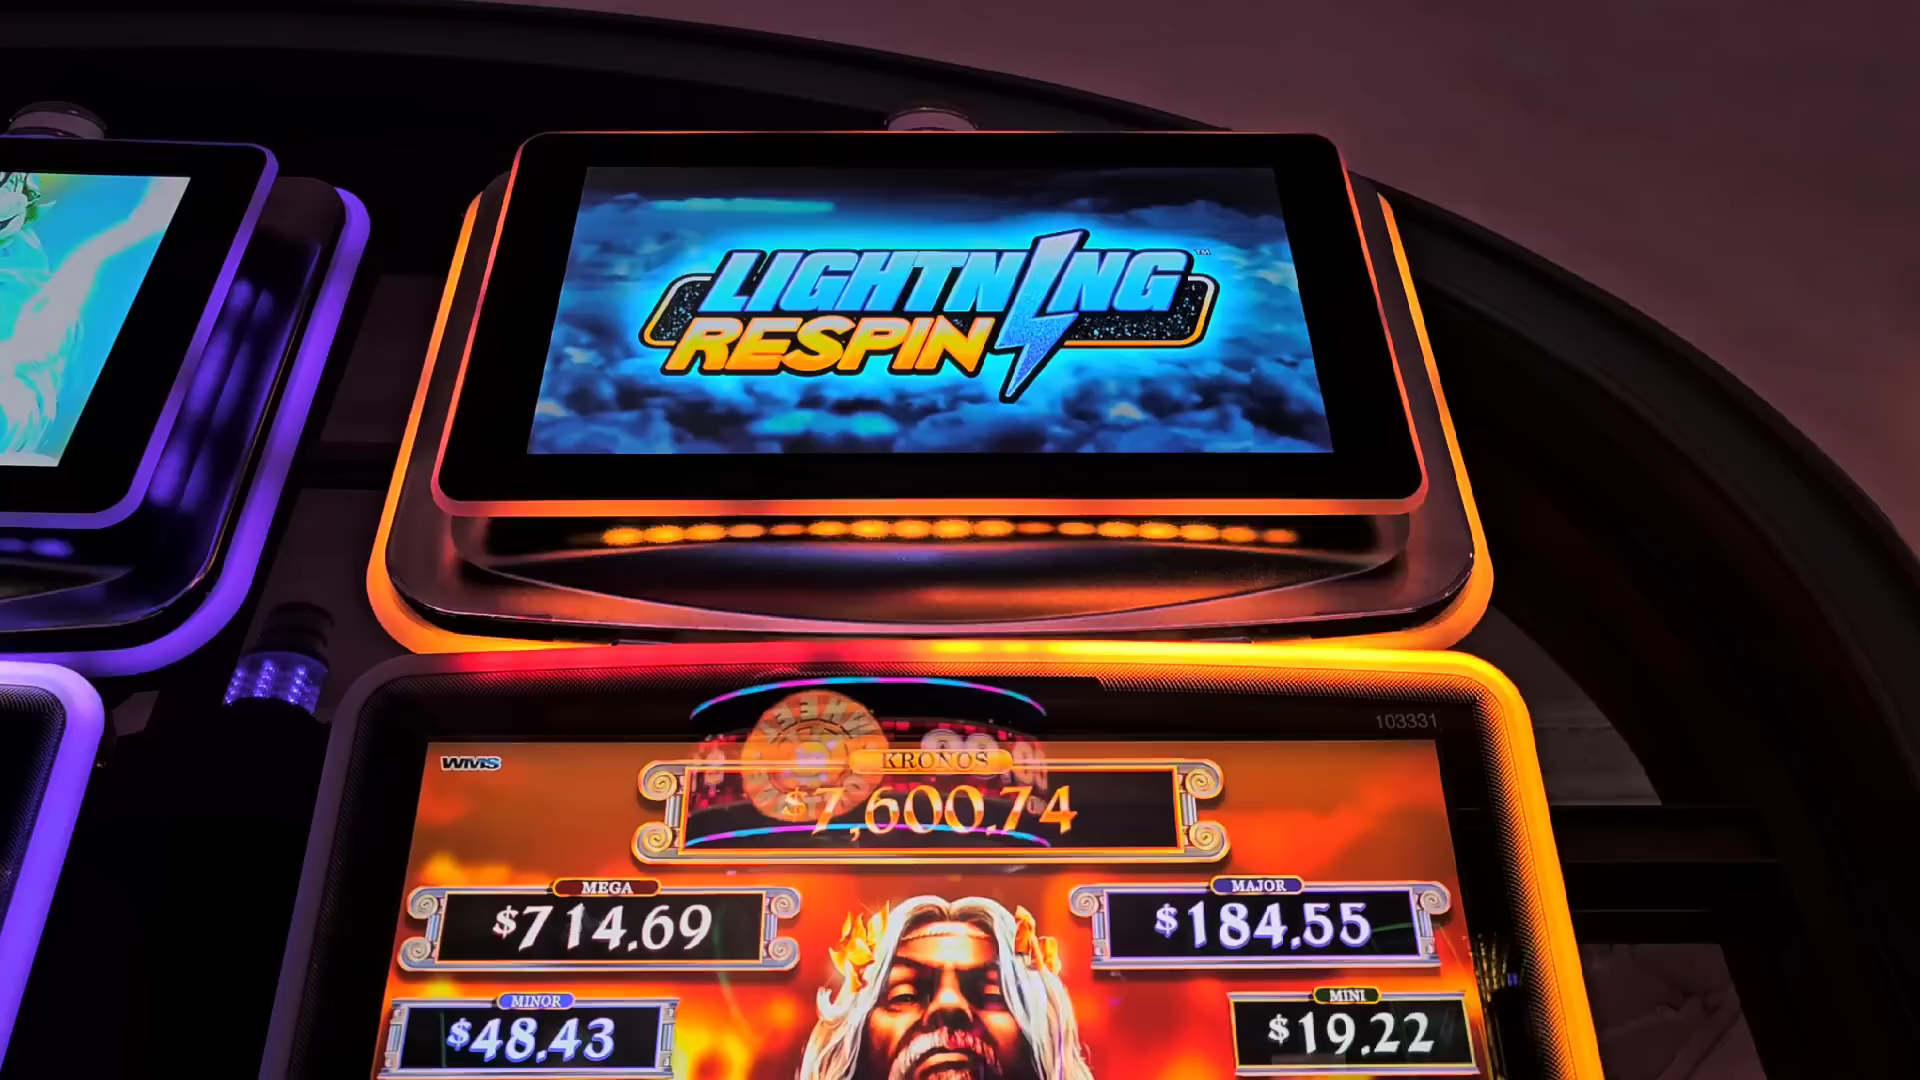 LIGHTNING™
RESPIN
103331
WMS
KRONOS
$7,600.74
MEGA
$714.69
MAJOR
$184.55
MINOR
$48.43
MINI
$19.22